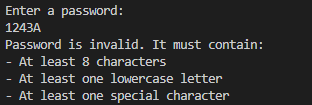 Enter a password:
1243A
Password is invalid. It must contain:
- At least 8 characters
- At least one lowercase letter
- At least one special character